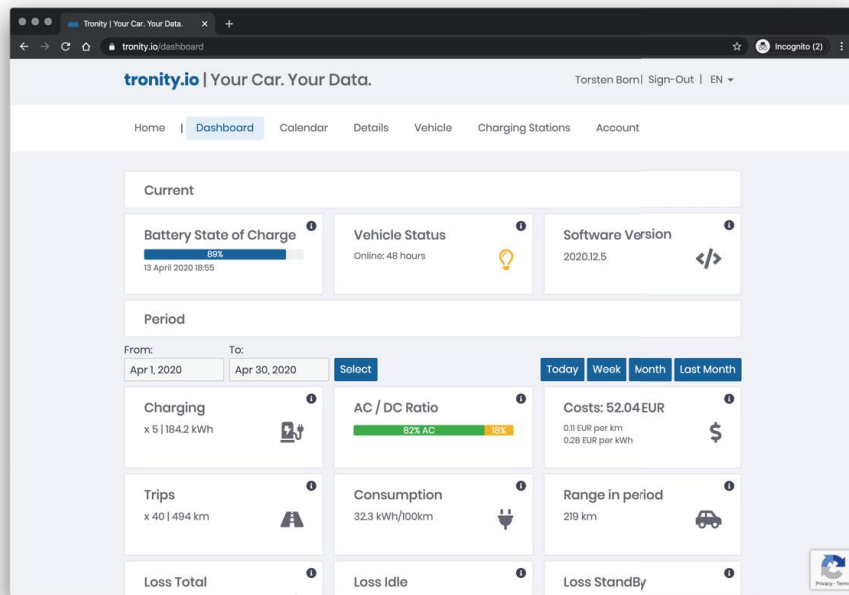 Tronity | Your Car. Your Data.
tronity.io/dashboard
Incognito (2)
tronity.io | Your Car. Your Data.
Torsten Born| Sign-Out | EN
Home | Dashboard Calendar Details Vehicle Charging Stations Account
Current
Battery State of Charge
89%
13 April 2020 18:55
Vehicle Status
Online: 48 hours
Software Version
2020.12.5
Period
From: To:
Apr 1, 2020 Apr 30, 2020 Select Today Week Month Last Month
Charging
x 5 | 184.2 kWh
AC / DC Ratio
82% AC 18%
Costs: 52.04 EUR
0.11 EUR per km
0.28 EUR per kWh
Trips
x 40 | 494 km
Consumption
32.3 kWh/100km
Range in period
219 km
Loss Total
Loss Idle
Loss StandBy
Privacy - Terms